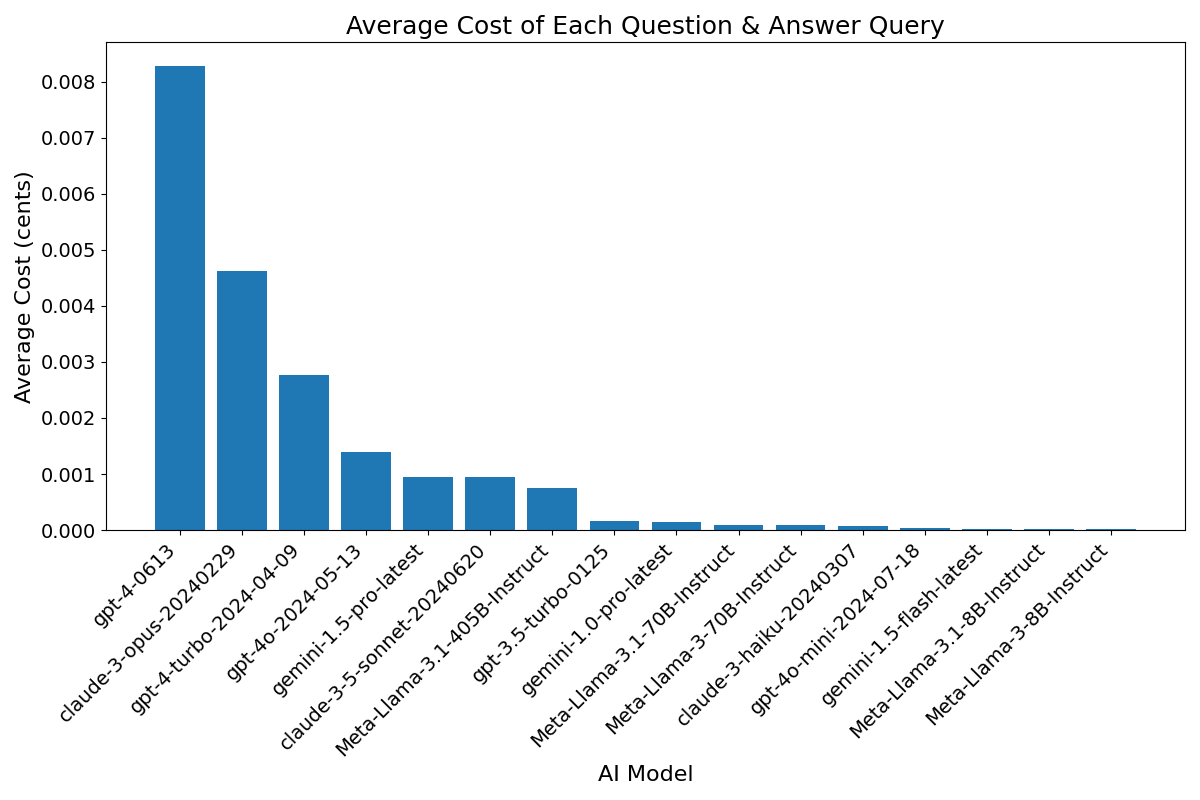 Average Cost of Each Question & Answer Query
Average Cost (cents)
0.008
0.007
0.006
0.005
0.004
0.003
0.002
0.001
0.000
gpt-4-0613
claude-3-opus-20240229
gpt-4-turbo-2024-04-09
gpt-4o-2024-05-13
gemini-1.5-pro-latest
claude-3-5-sonnet-20240620
Meta-Llama-3.1-405B-Instruct
gpt-3.5-turbo-0125
gemini-1.0-pro-latest
Meta-Llama-3.1-70B-Instruct
Meta-Llama-3-70B-Instruct
claude-3-haiku-20240307
gpt-4o-mini-2024-07-18
gemini-1.5-flash-latest
Meta-Llama-3.1-8B-Instruct
Meta-Llama-3-8B-Instruct
AI Model